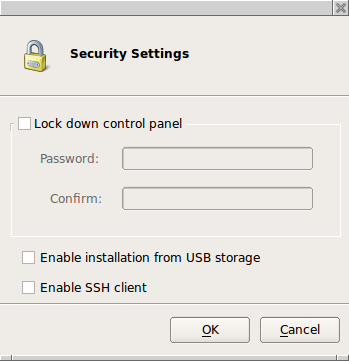 Security Settings
Lock down control panel
Password:
Confirm:
Enable installation from USB storage
Enable SSH client
OK Cancel